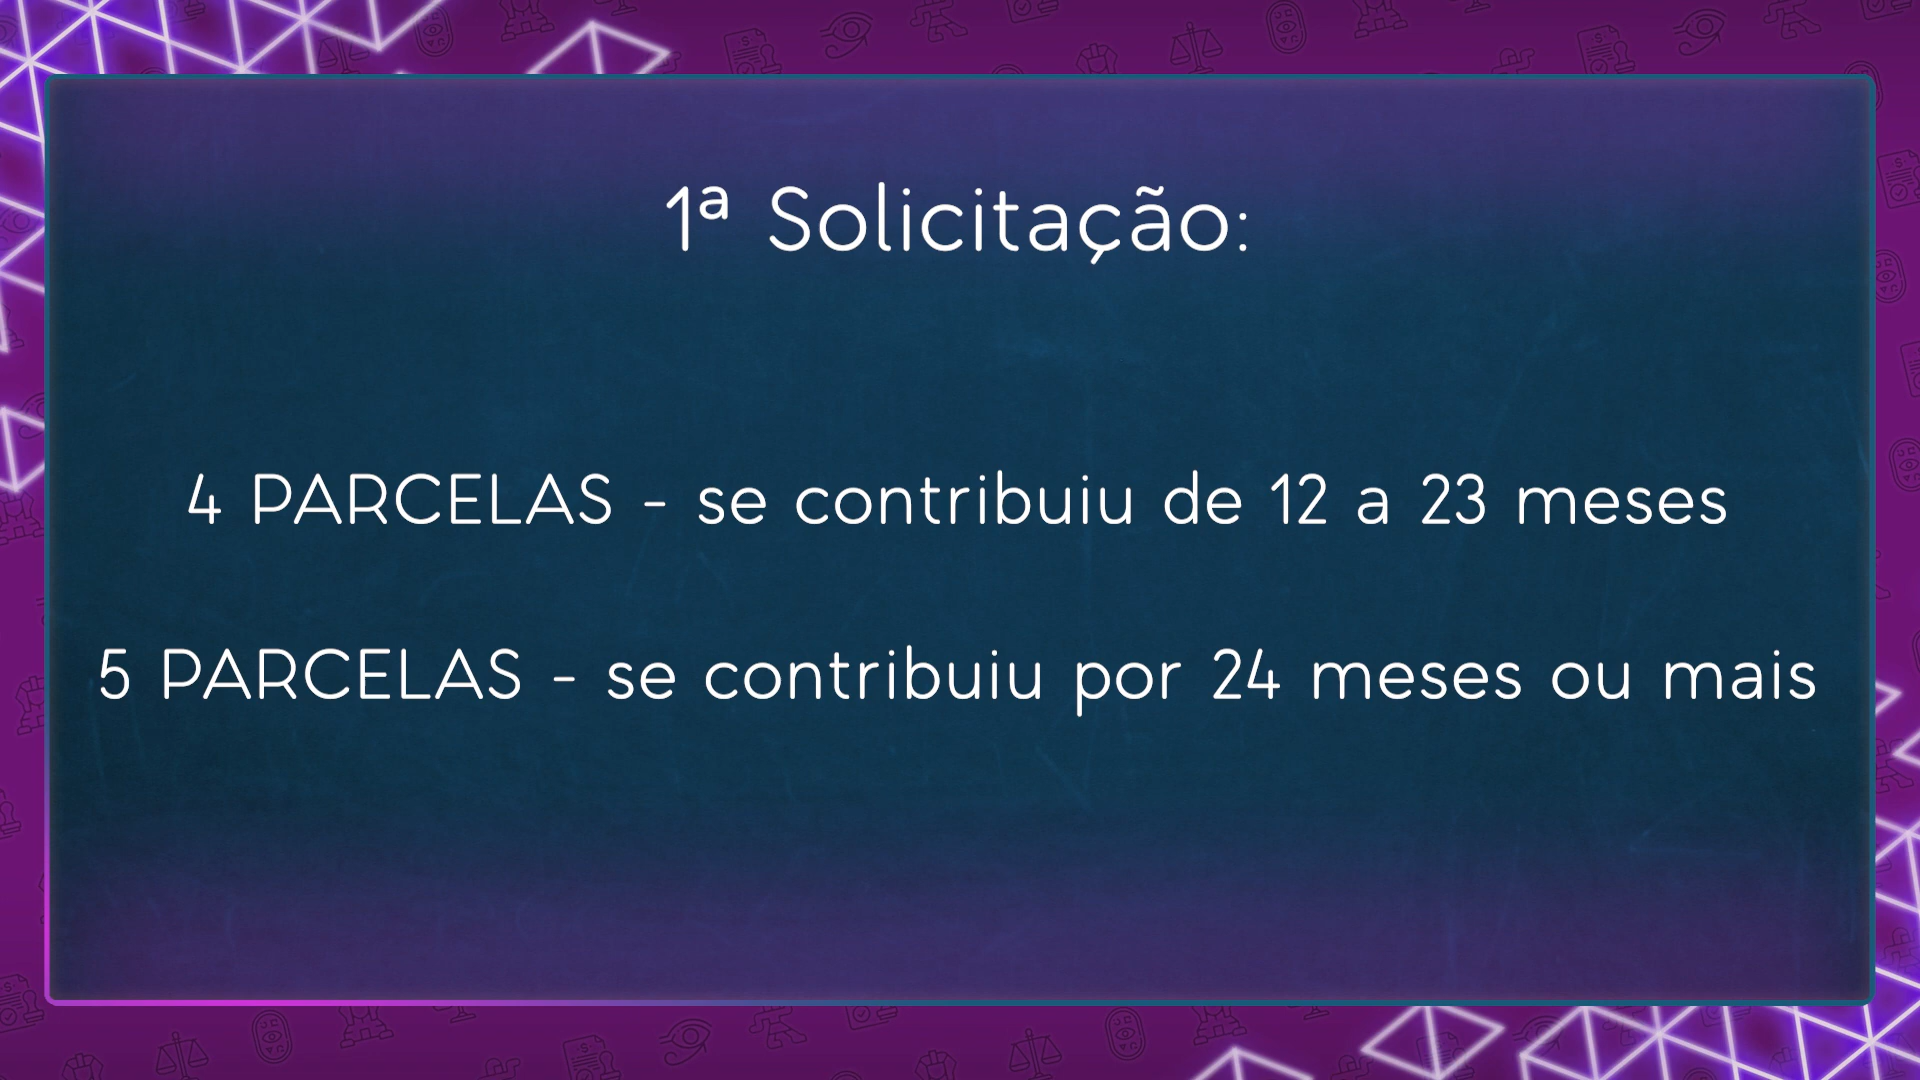 1ª Solicitação:
4 PARCELAS - se contribuiu de 12 a 23 meses
5 PARCELAS - se contribuiu por 24 meses ou mais